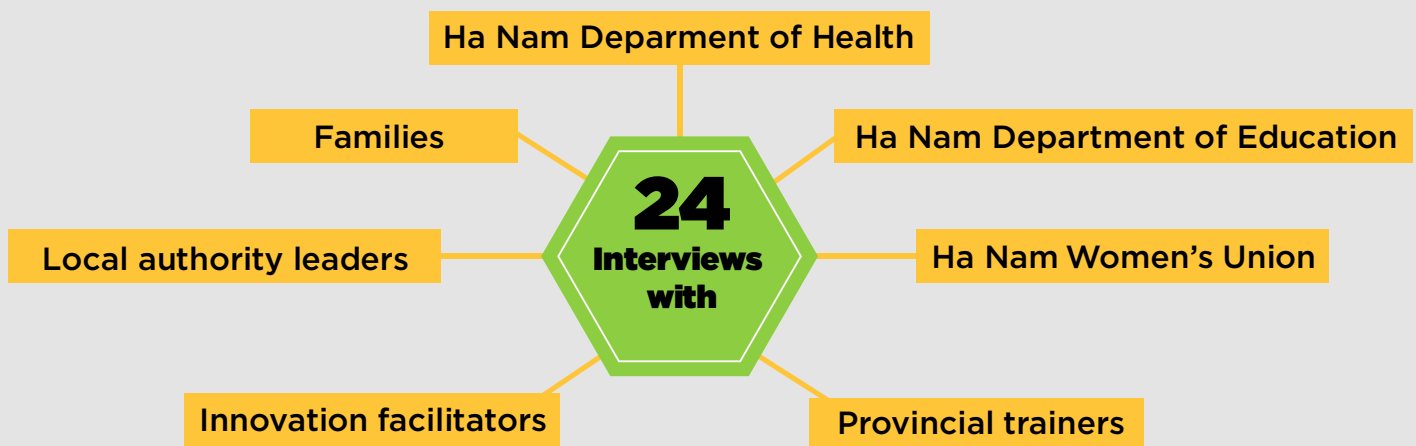 Ha Nam Deparment of Health
Families
Ha Nam Department of Education
24
Interviews
with
Local authority leaders
Ha Nam Women's Union
Innovation facilitators
Provincial trainers